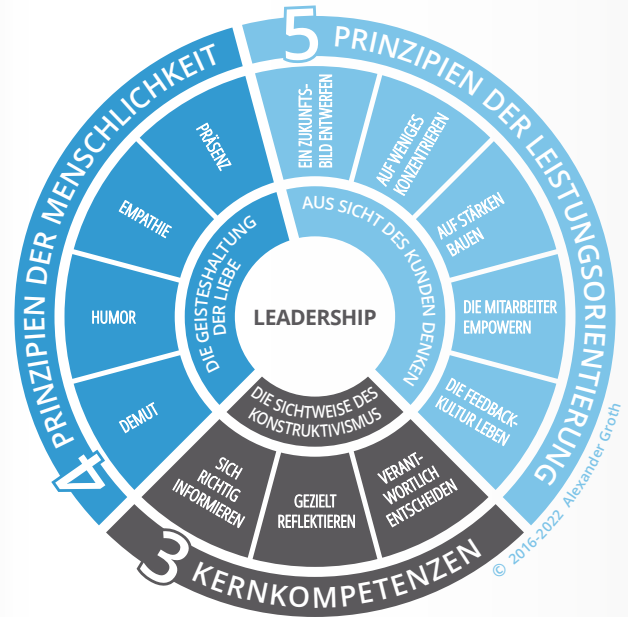 5 PRINZIPIEN DER LEISTUNGSORIENTIERUNG
EIN ZUKUNFTS-
BILD ENTWERFEN
AUF WENIGES
KONZENTRIEREN
AUF STÄRKEN
BAUEN
DIE MITARBEITER
EMPOWERN
DIE FEEDBACK-
KULTUR LEBEN
AUS SICHT DES KUNDEN DENKEN
4 PRINZIPIEN DER MENSCHLICHKEIT
PRÄSENZ
EMPATHIE
HUMOR
DEMUT
DIE GEISTESHALTUNG
DER LIEBE
LEADERSHIP
DIE SICHTWEISE DES
KONSTRUKTIVISMUS
SICH
RICHTIG
INFORMIEREN
GEZIELT
REFLEKTIEREN
VERANT-
WORTLICH
ENTSCHEIDEN
3 KERNKOMPETENZEN
© 2016-2022 Alexander Groth